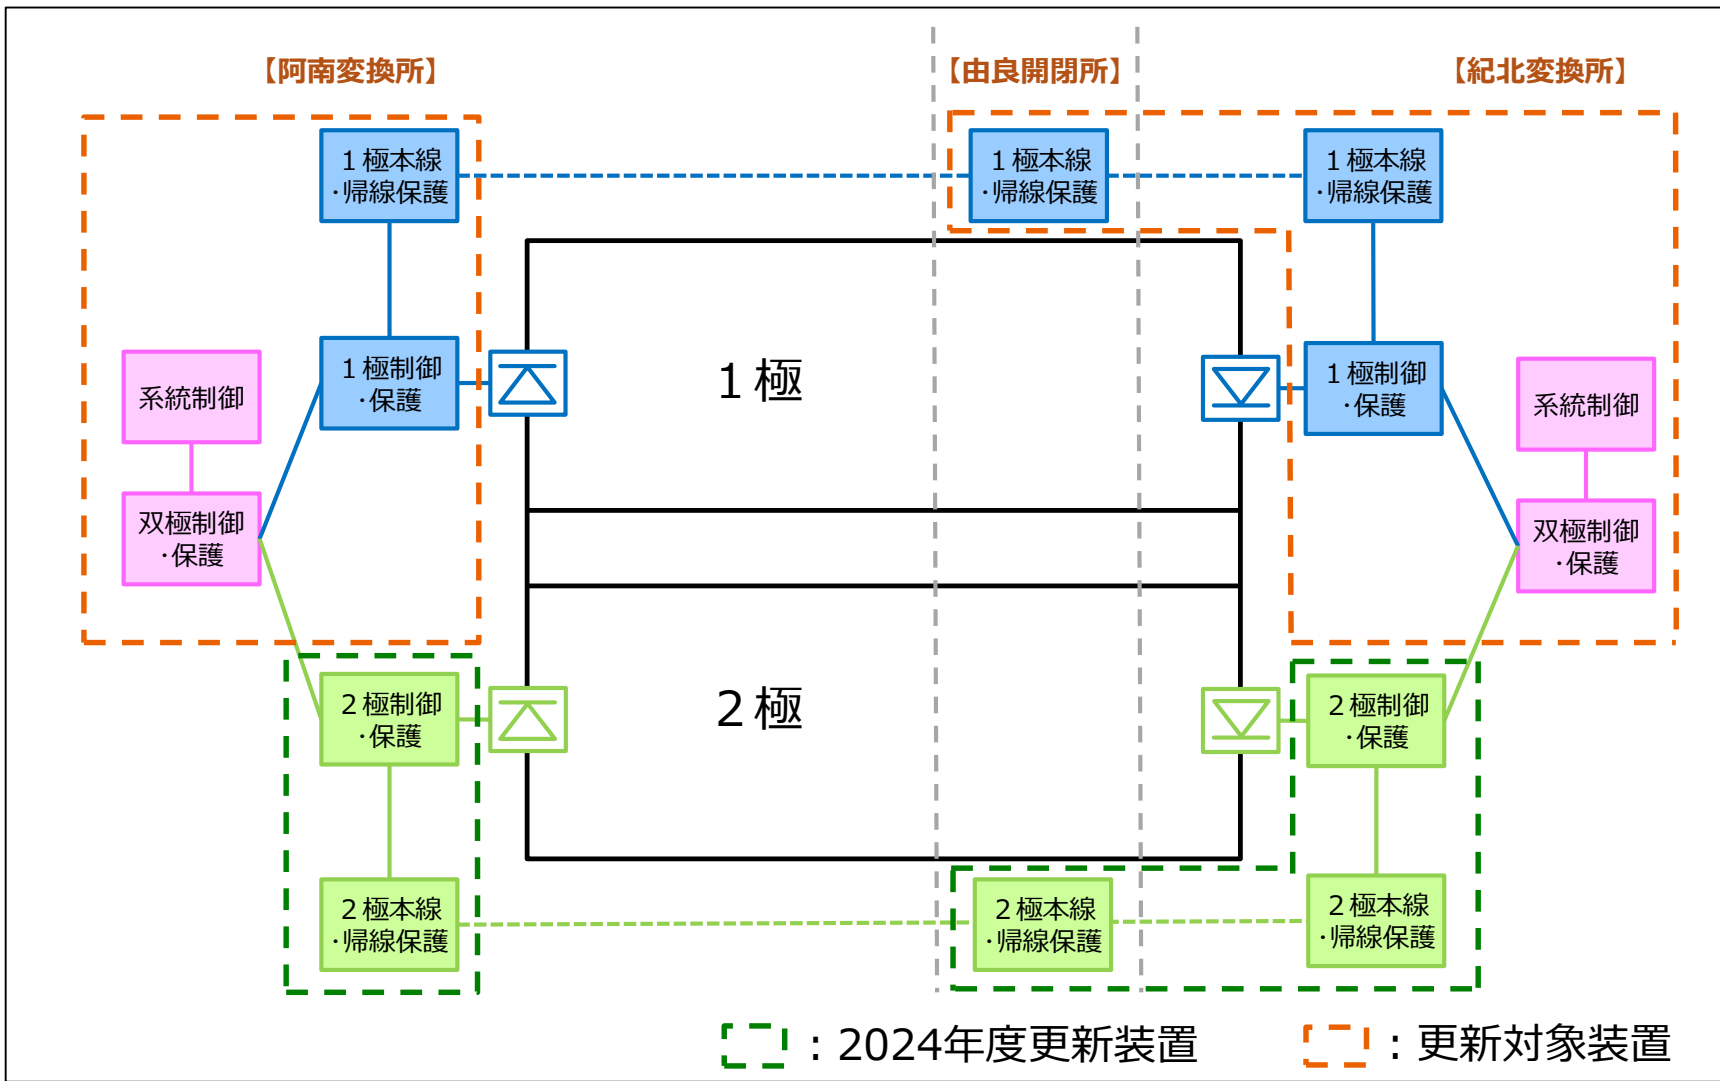 【阿南変換所】
【由良開閉所】
【紀北変換所】
1極本線
・帰線保護
1極本線
・帰線保護
1極本線
・帰線保護
系統制御
1極制御
・保護
1極
1極制御
・保護
系統制御
双極制御
・保護
双極制御
・保護
2極制御
・保護
2極
2極制御
・保護
2極本線
・帰線保護
2極本線
・帰線保護
2極本線
・帰線保護
:2024年度更新装置
:更新対象装置